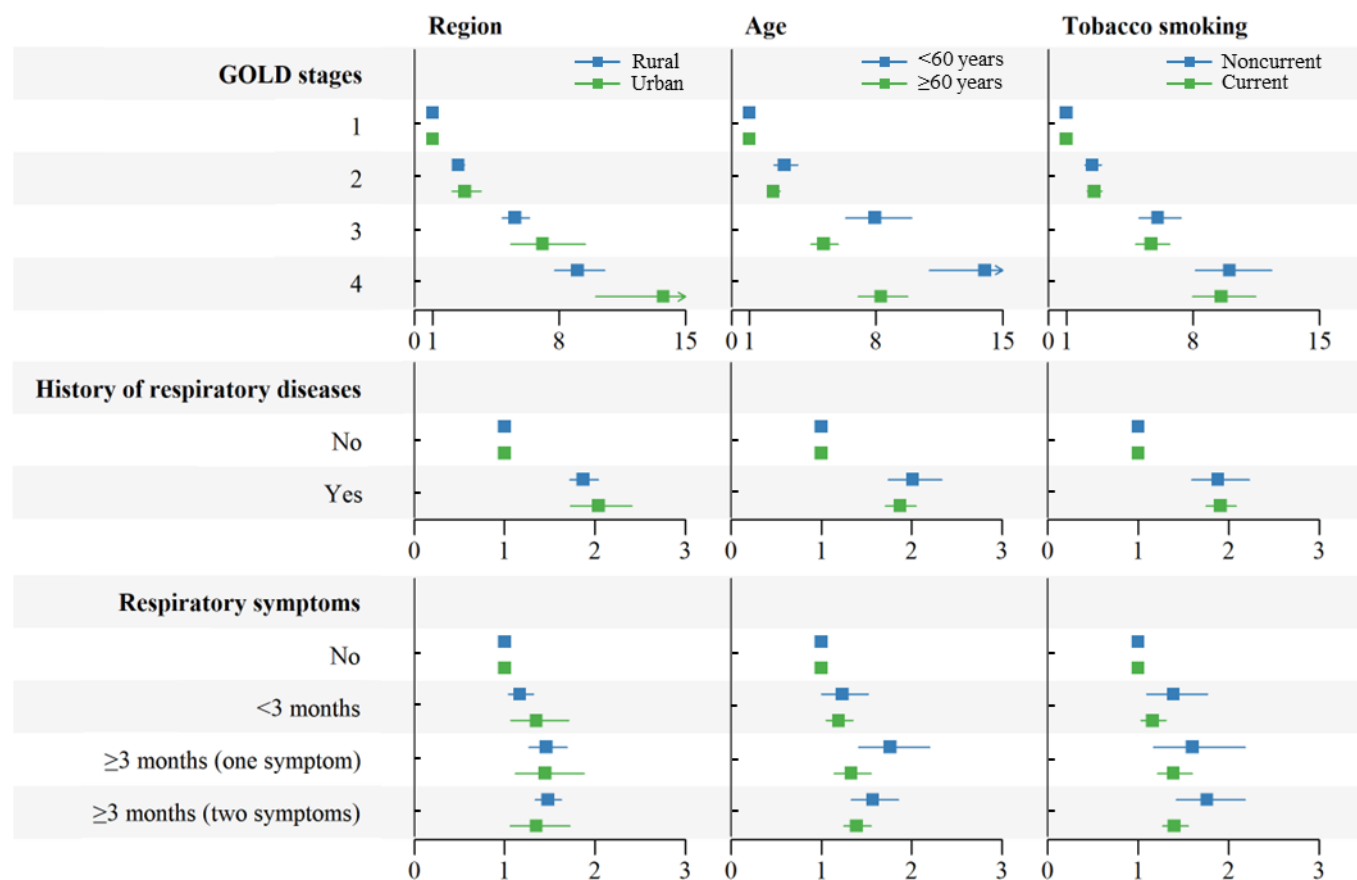 Region Age Tobacco smoking
GOLD stages Rural <60 years Noncurrent
Urban ≥60 years Current
1
2
3
4
0 1 8 15 0 1 8 15 0 1 8 15
History of respiratory diseases
No
Yes
0 1 2 3 0 1 2 3 0 1 2 3
Respiratory symptoms
No
<3 months
≥3 months (one symptom)
≥3 months (two symptoms)
0 1 2 3 0 1 2 3 0 1 2 3